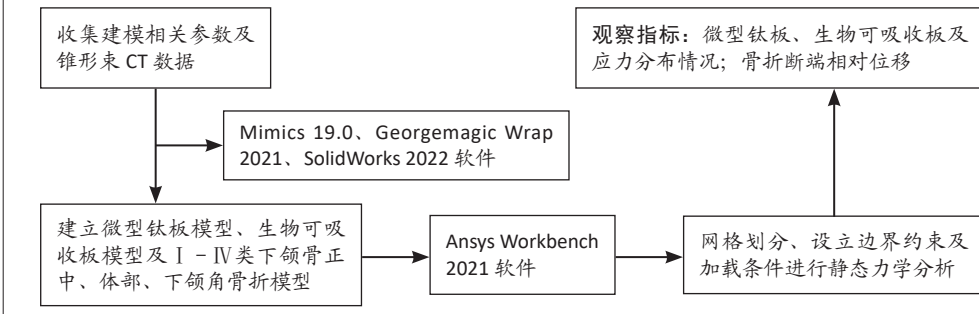 收集建模相关参数及
锥形束 CT 数据
Mimics 19.0、Georgemagic Wrap
2021、SolidWorks 2022 软件
建立微型钛板模型、生物可吸
收板模型及Ⅰ-Ⅳ类下颌骨正
中、体部、下颌角骨折模型
Ansys Workbench
2021 软件
网格划分、设立边界约束及
加载条件进行静态力学分析
观察指标：微型钛板、生物可吸收板及
应力分布情况；骨折断端相对位移